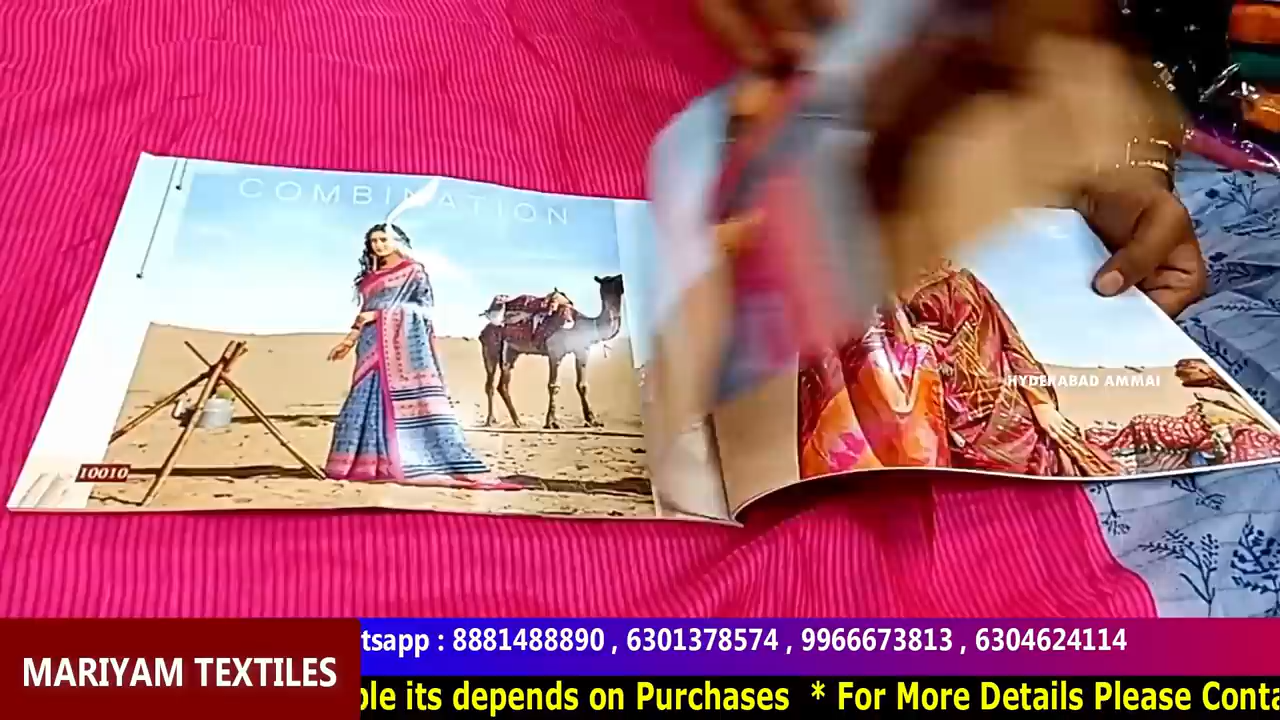 COMBINATION
10010
HYDERABAD AMMAI
tsapp : 8881488890 , 6301378574 , 9966673813 , 6304624114
MARIYAM TEXTILES
ble its depends on Purchases * For More Details Please Conta